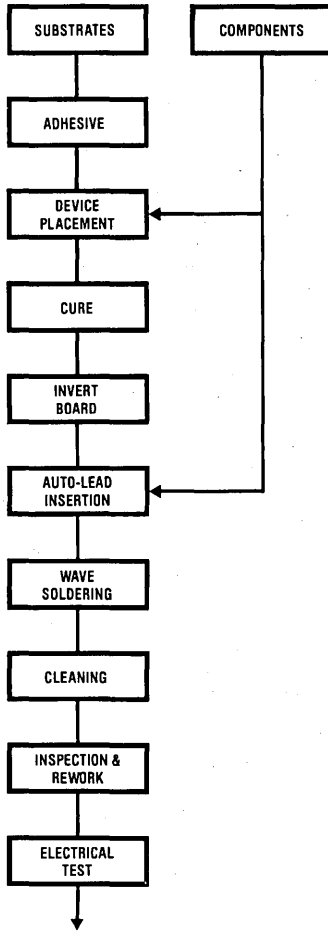 SUBSTRATES
COMPONENTS
ADHESIVE
DEVICE
PLACEMENT
CURE
INVERT
BOARD
AUTO-LEAD
INSERTION
WAVE
SOLDERING
CLEANING
INSPECTION &
REWORK
ELECTRICAL
TEST